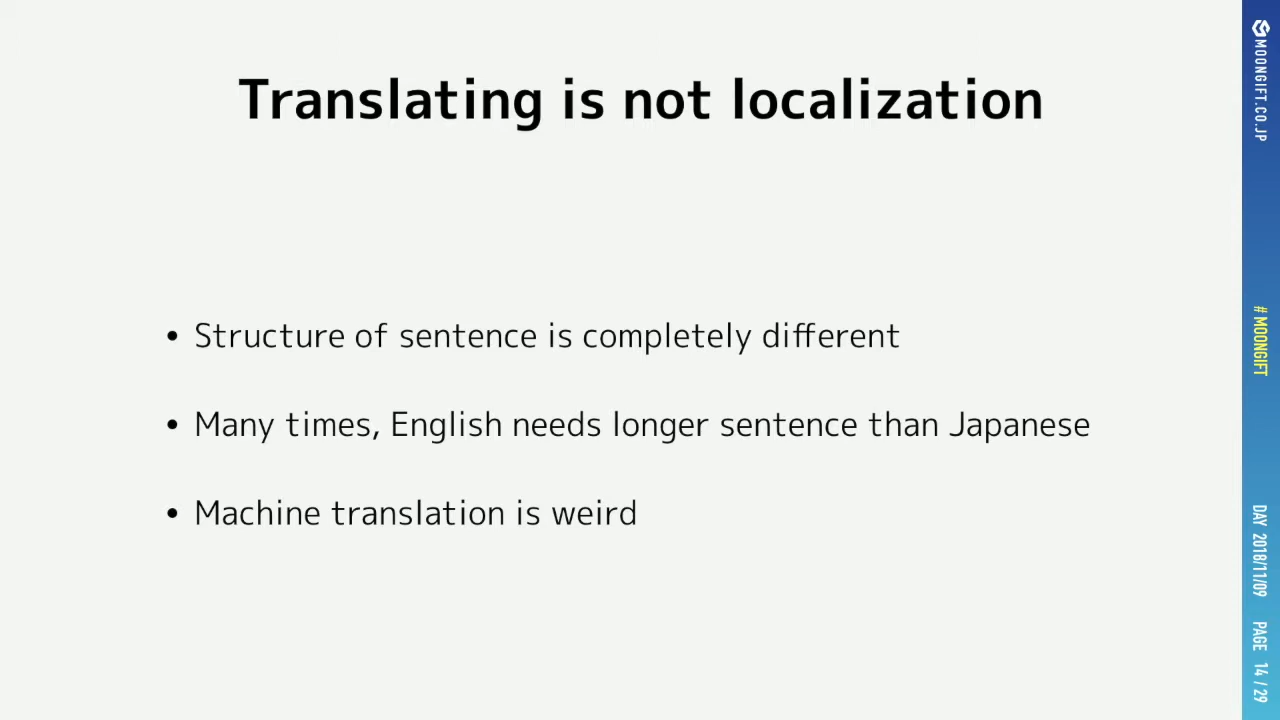 Translating is not localization
• Structure of sentence is completely different
• Many times, English needs longer sentence than Japanese
• Machine translation is weird
MOONGIFT.CO.JP
# MOONGIFT
DAY 2018/11/09
PAGE 14 / 29